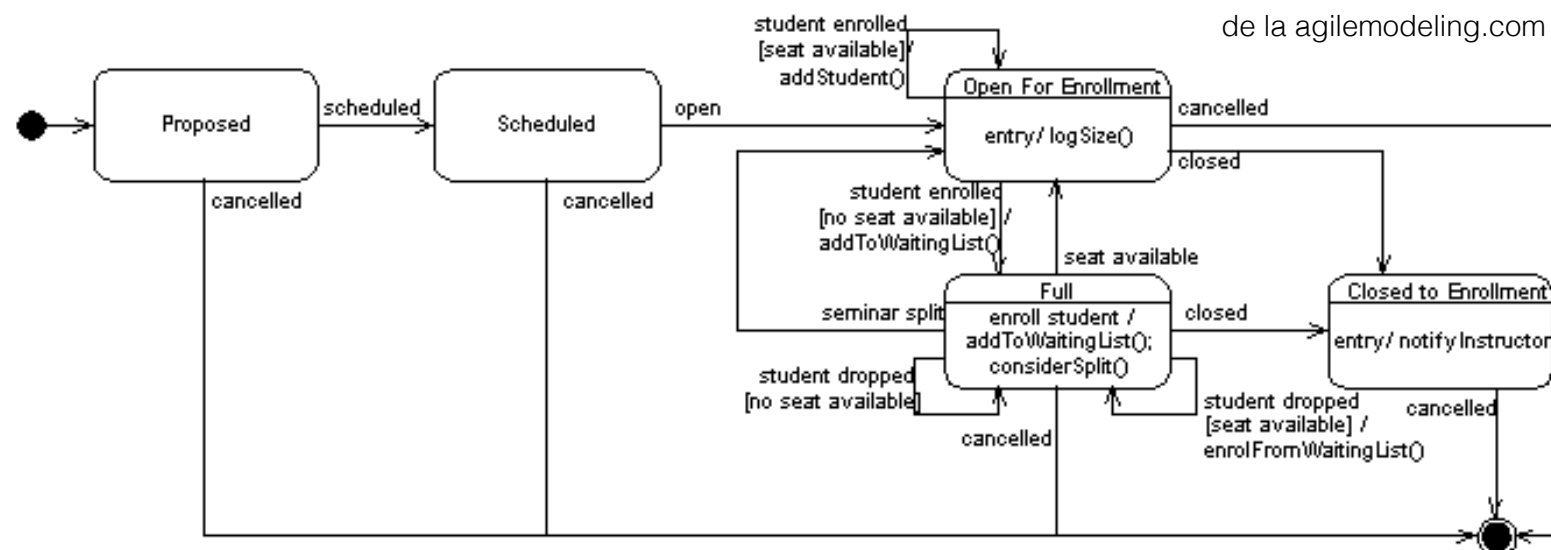 de la agilemodeling.com
student enrolled
[seat available] /
addStudent()
Proposed
scheduled
Scheduled
open
Open For Enrollment
entry/ logSize()
cancelled
closed
cancelled
cancelled
student enrolled
[no seat available] /
addToWaitingList()
seat available
seminar split
Full
enroll student /
addToWaitingList();
considerSplit()
closed
Closed to Enrollment
entry/ notifyInstructor
student dropped
[no seat available]
cancelled
student dropped
[seat available] /
enrolFromWaitingList()
cancelled